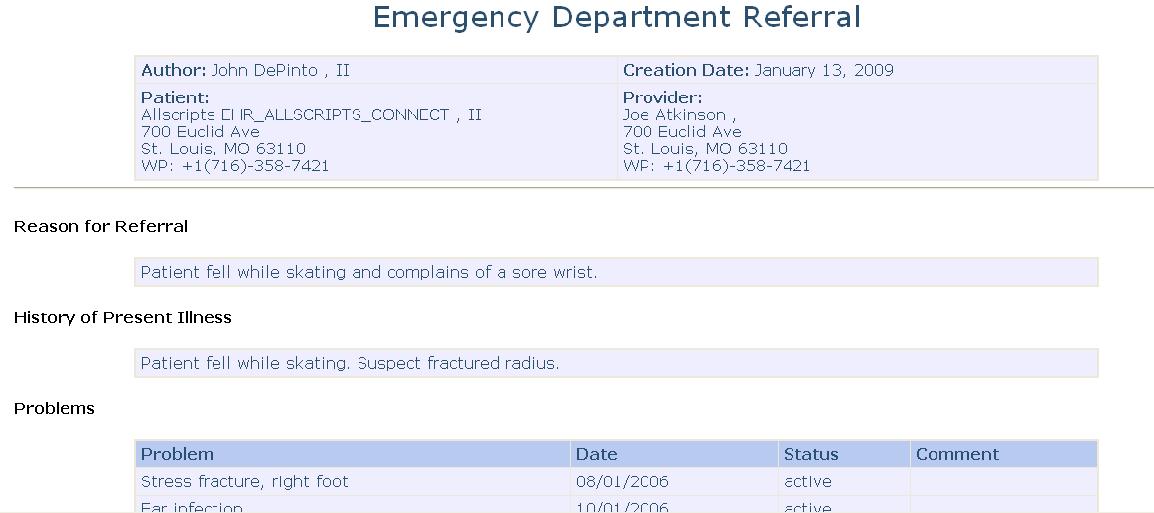 Emergency Department Referral
Author: John DePinto , II
Creation Date: January 13, 2009
Patient:
Allscripts EHR_ALLSCRIPTS_CONNECT , II
700 Euclid Ave
St. Louis, MO 63110
WP: +1(716)-358-7421
Provider:
Joe Atkinson ,
700 Euclid Ave
St. Louis, MO 63110
WP: +1(716)-358-7421
Reason for Referral
Patient fell while skating and complains of a sore wrist.
History of Present Illness
Patient fell while skating. Suspect fractured radius.
Problems
Problem Date Status Comment
Stress fracture, right foot 08/01/2006 active
Ear infection 10/01/2006 active